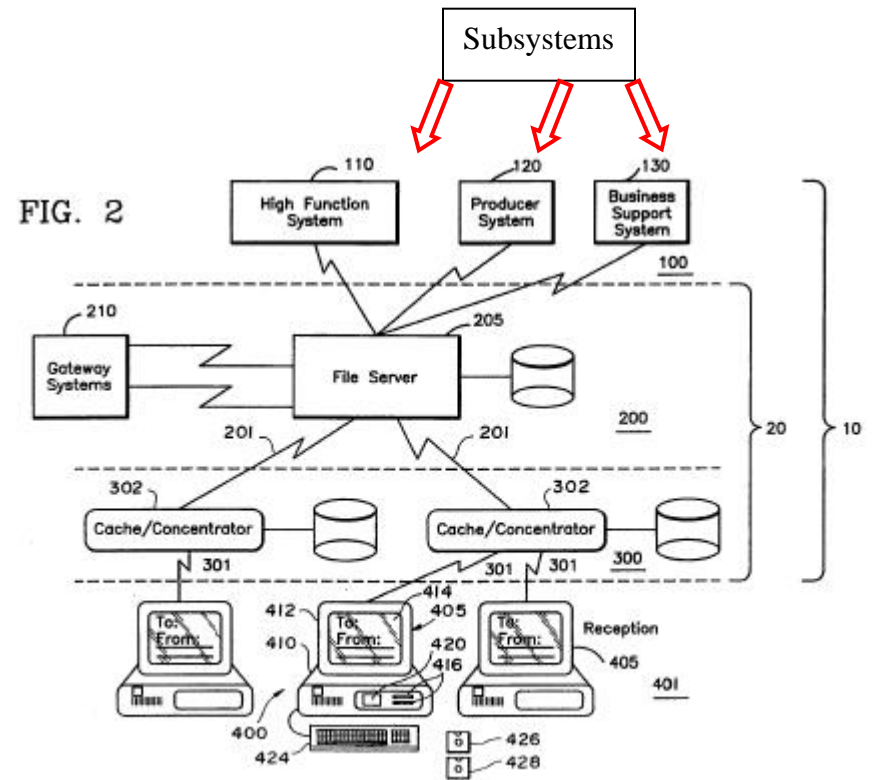 Subsystems
110
120
130
FIG. 2
High Function
System
Producer
System
Business
Support
System
100
210
205
Gateway
Systems
File Server
201
201
200
20
10
302
302
Cache/Concentrator
Cache/Concentrator
301
301
301
300
412
414
405
410
420
416
To:
From:
To:
From:
To:
From:
Reception
405
401
400
424
426
428